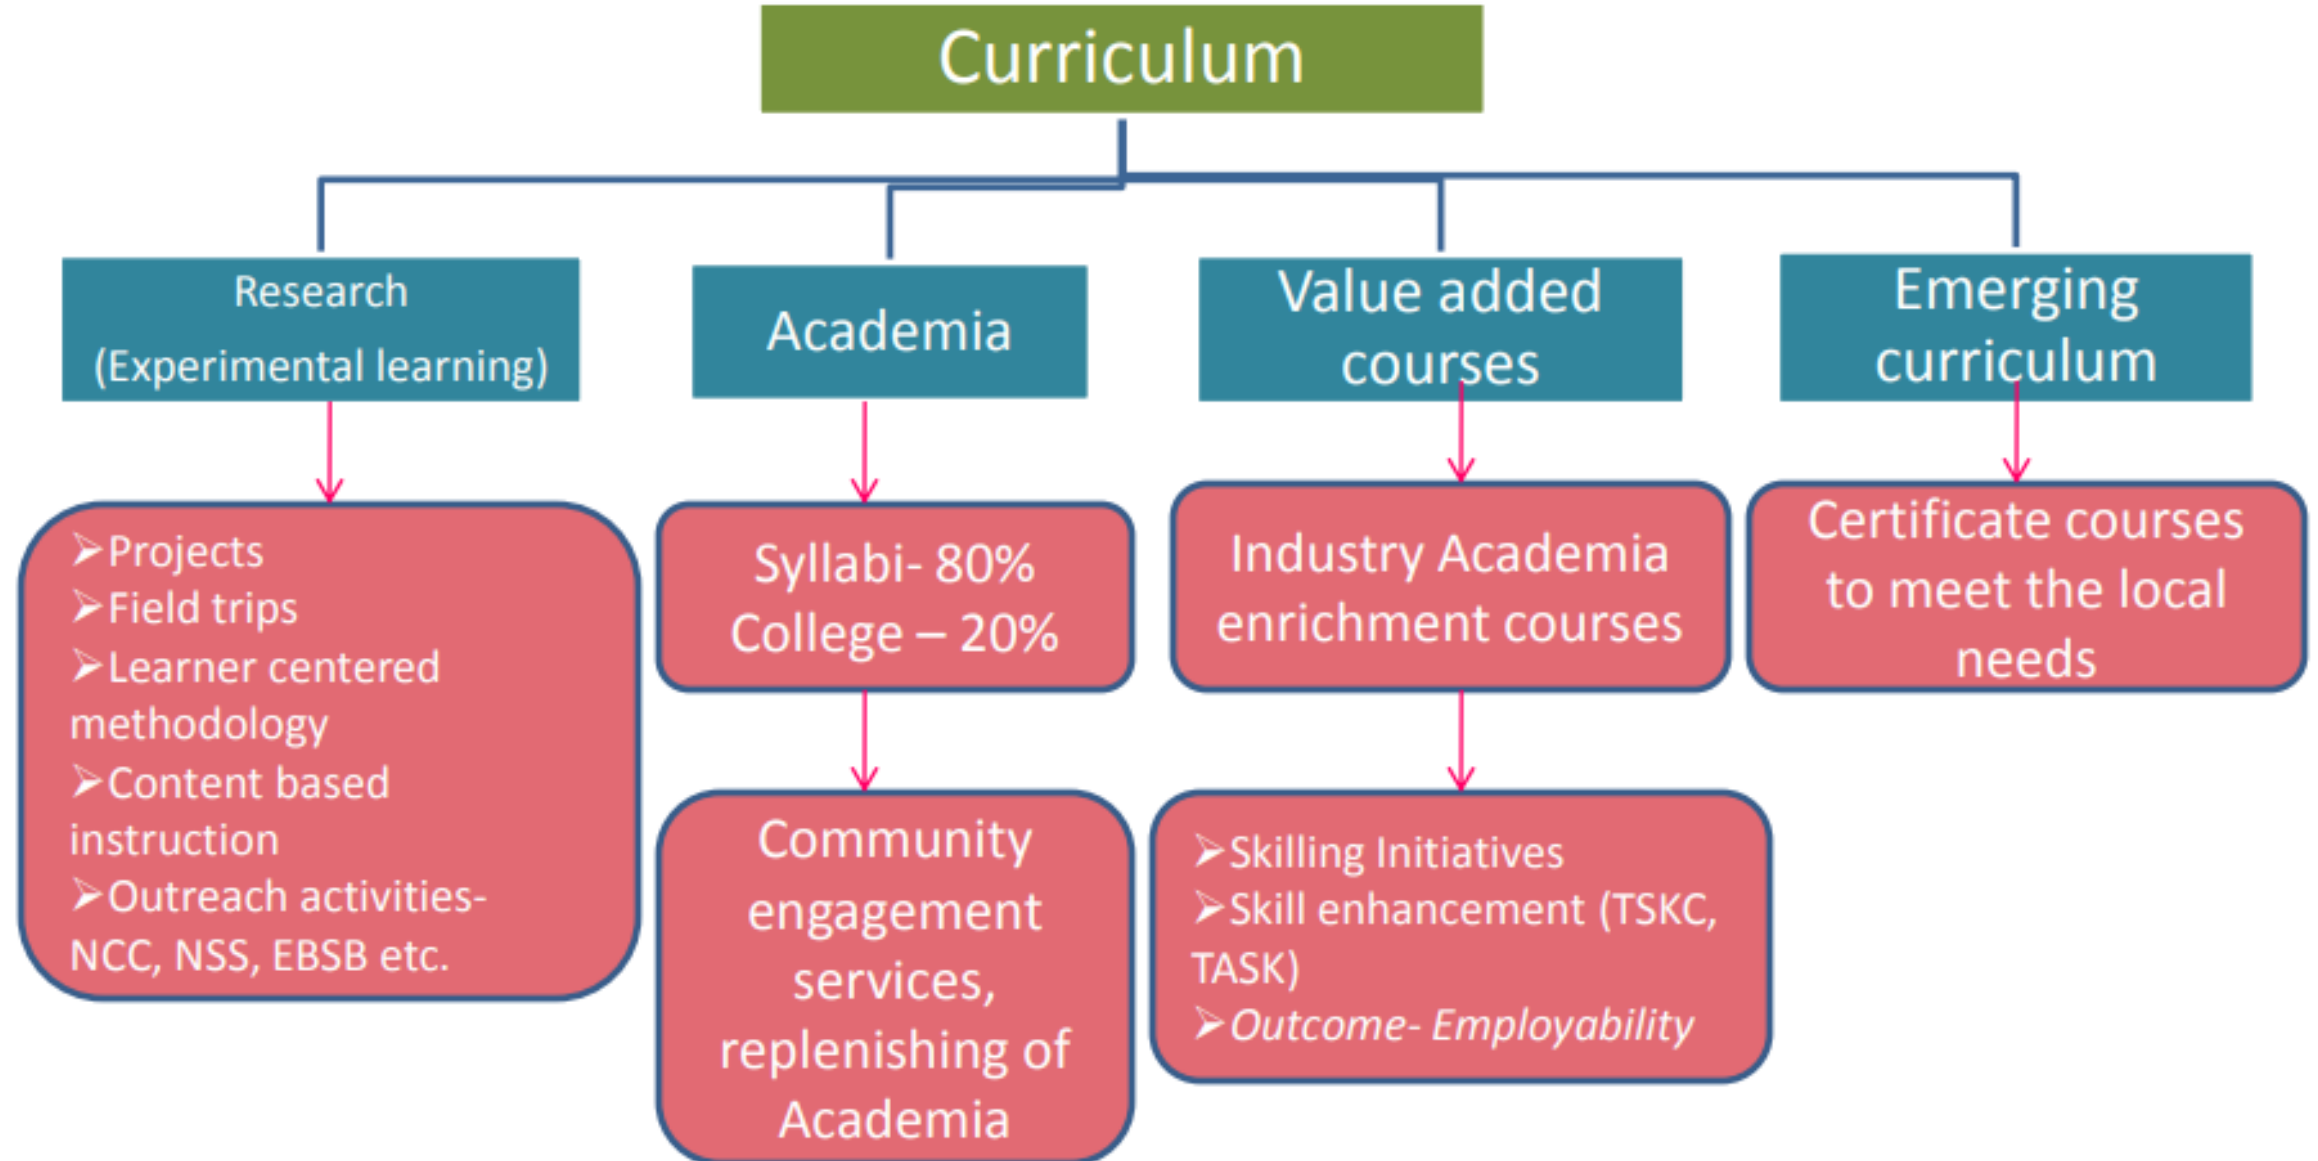 Curriculum
Research
(Experimental learning)
Academia
Value added
courses
Emerging
curriculum
➢Projects
➢Field trips
➢Learner centered
methodology
➢Content based
instruction
➢Outreach activities-
NCC, NSS, EBSB etc.
Syllabi- 80%
College – 20%
Community
engagement
services,
replenishing of
Academia
Industry Academia
enrichment courses
➢Skilling Initiatives
➢Skill enhancement (TSKC,
TASK)
➢Outcome- Employability
Certificate courses
to meet the local
needs